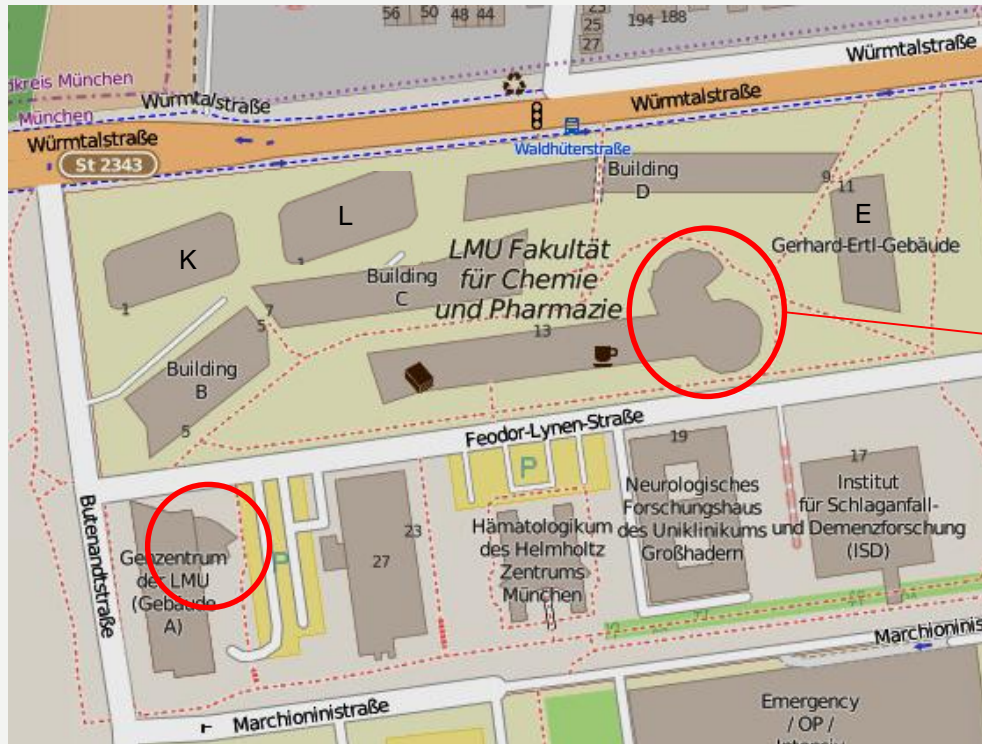 56
50
48
44
25
25
27
194
188
Würmtalstraße
dkreis München
München
Würmtalstraße
Würmtalstraße
Würmtalstraße
St 2343
Waldhüterstraße
Building
D
9
11
E
Gerhard-Ertl-Gebäude
L
K
1
1
LMU Fakultät
für Chemie
und Pharmazie
Building
C
7
5
13
Building
B
5
Feodor-Lynen-Straße
P
19
17
Neurologisches
Forschungshaus
des Uniklinikums
Großhadern
Institut
für Schlaganfall-
und Demenzforschung
(ISD)
Hämatologikum
des Helmholtz
Zentrums
München
23
27
P
Genzentrum
der LMU
(Gebäude
A)
Butenandtstraße
Marchioninistraße
Marchioninis
Emergency
/ OP /